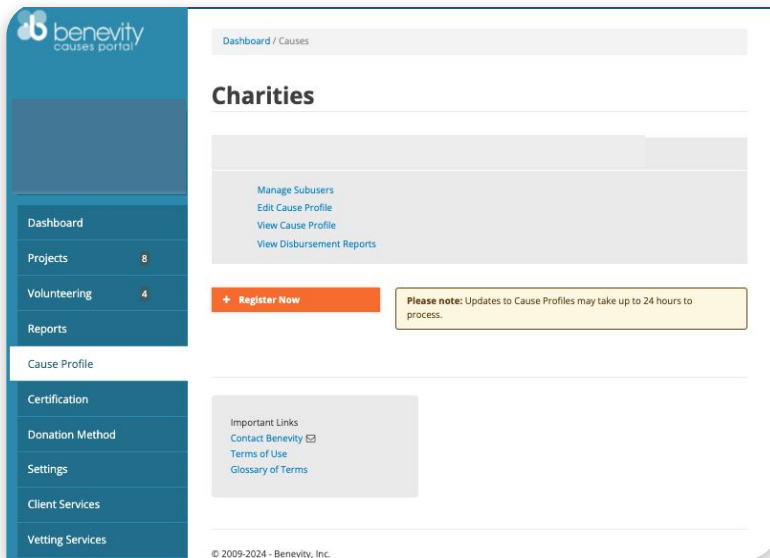 benevity
causes portal
Dashboard
Projects 8
Volunteering 4
Reports
Cause Profile
Certification
Donation Method
Settings
Client Services
Vetting Services
Dashboard / Causes
Charities
Manage Subusers
Edit Cause Profile
View Cause Profile
View Disbursement Reports
+ Register Now
Please note: Updates to Cause Profiles may take up to 24 hours to
process.
Important Links
Contact Benevity
Terms of Use
Glossary of Terms
© 2009-2024 - Benevity, Inc.